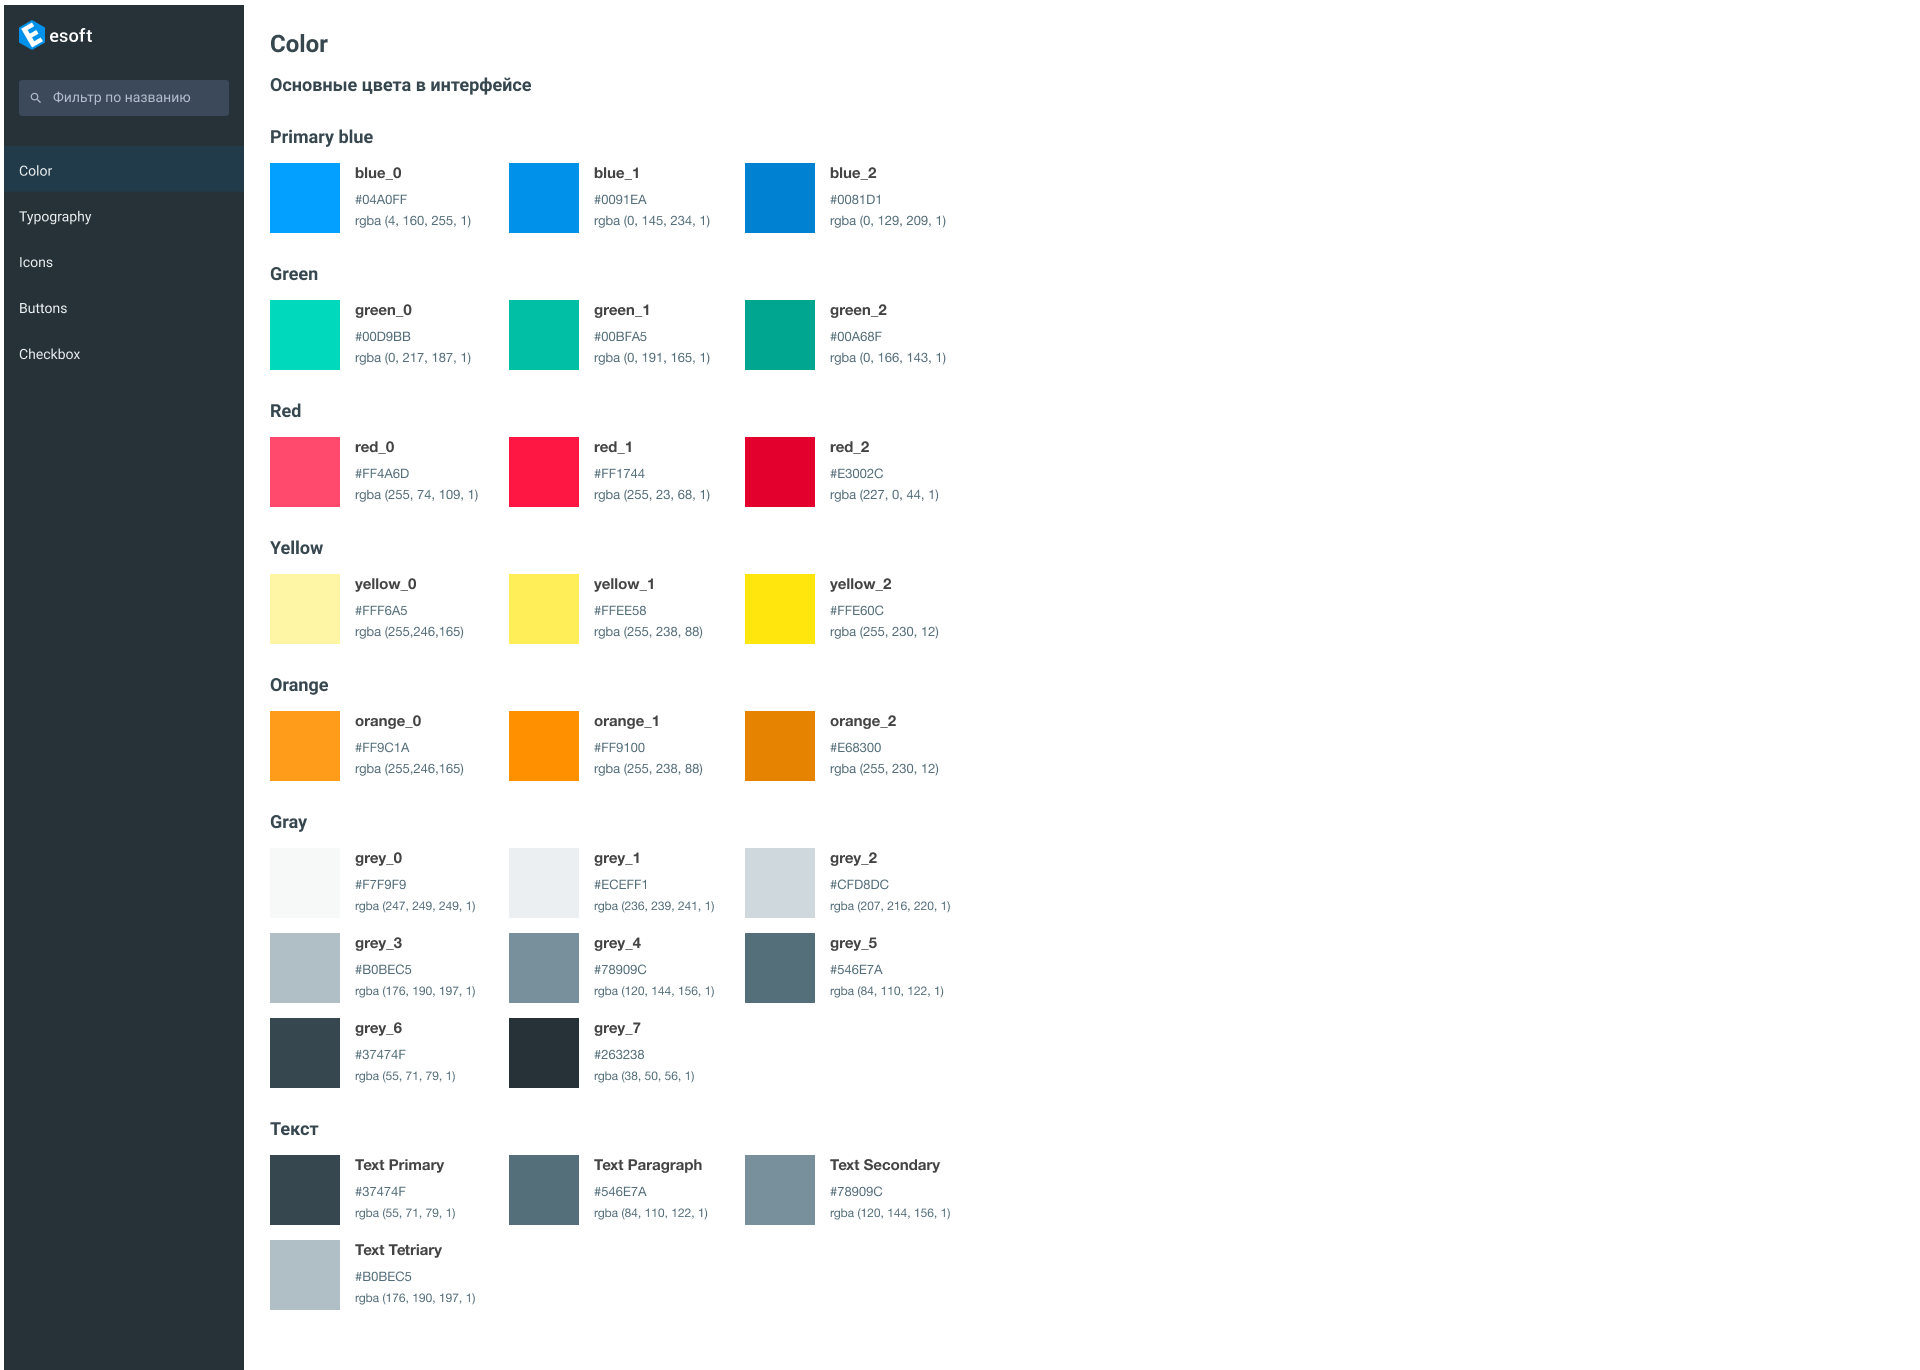 esoft
Фильтр по названию
Color
Typography
Icons
Buttons
Checkbox
Color
Основные цвета в интерфейсе
Primary blue
blue_0
#04A0FF
rgba (4, 160, 255, 1)
blue_1
#0091EA
rgba (0, 145, 234, 1)
blue_2
#0081D1
rgba (0, 129, 209, 1)
Green
green_0
#00D9BB
rgba (0, 217, 187, 1)
green_1
#00BFA5
rgba (0, 191, 165, 1)
green_2
#00A68F
rgba (0, 166, 143, 1)
Red
red_0
#FF4A6D
rgba (255, 74, 109, 1)
red_1
#FF1744
rgba (255, 23, 68, 1)
red_2
#E3002C
rgba (227, 0, 44, 1)
Yellow
yellow_0
#FFF6A5
rgba (255,246,165)
yellow_1
#FFEE58
rgba (255, 238, 88)
yellow_2
#FFE60C
rgba (255, 230, 12)
Orange
orange_0
#FF9C1A
rgba (255,246,165)
orange_1
#FF9100
rgba (255, 238, 88)
orange_2
#E68300
rgba (255, 230, 12)
Gray
grey_0
#F7F9F9
rgba (247, 249, 249, 1)
grey_1
#ECEFF1
rgba (236, 239, 241, 1)
grey_2
#CFD8DC
rgba (207, 216, 220, 1)
grey_3
#B0BEC5
rgba (176, 190, 197, 1)
grey_4
#78909C
rgba (120, 144, 156, 1)
grey_5
#546E7A
rgba (84, 110, 122, 1)
grey_6
#37474F
rgba (55, 71, 79, 1)
grey_7
#263238
rgba (38, 50, 56, 1)
Текст
Text Primary
#37474F
rgba (55, 71, 79, 1)
Text Paragraph
#546E7A
rgba (84, 110, 122, 1)
Text Secondary
#78909C
rgba (120, 144, 156, 1)
Text Tetriary
#B0BEC5
rgba (176, 190, 197, 1)